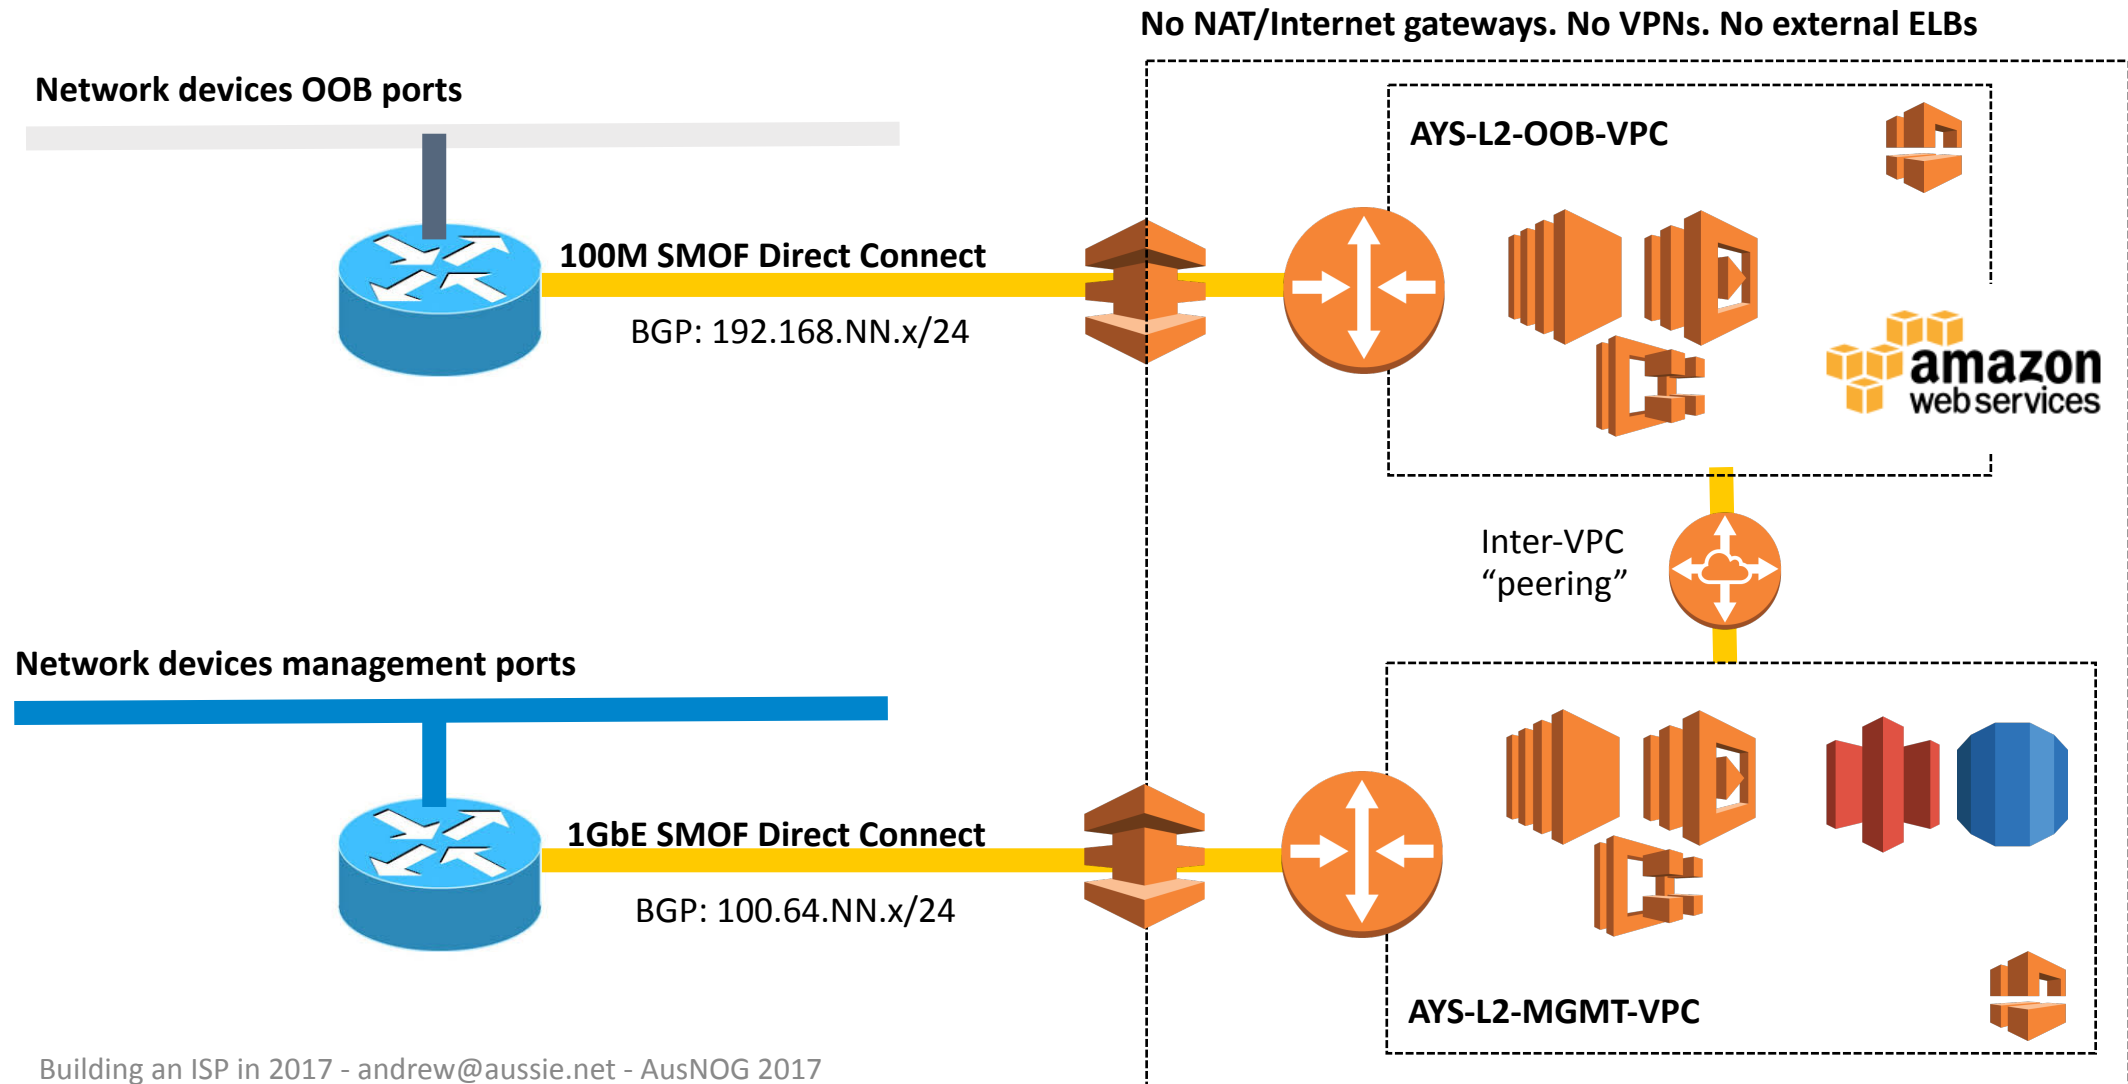 No NAT/Internet gateways. No VPNs. No external ELBs
Network devices OOB ports
AYS-L2-OOB-VPC
100M SMOF Direct Connect
BGP: 192.168.NN.x/24
amazon
web services
Inter-VPC
“peering”
Network devices management ports
1GbE SMOF Direct Connect
BGP: 100.64.NN.x/24
AYS-L2-MGMT-VPC
Building an ISP in 2017 - andrew@aussie.net - AusNOG 2017